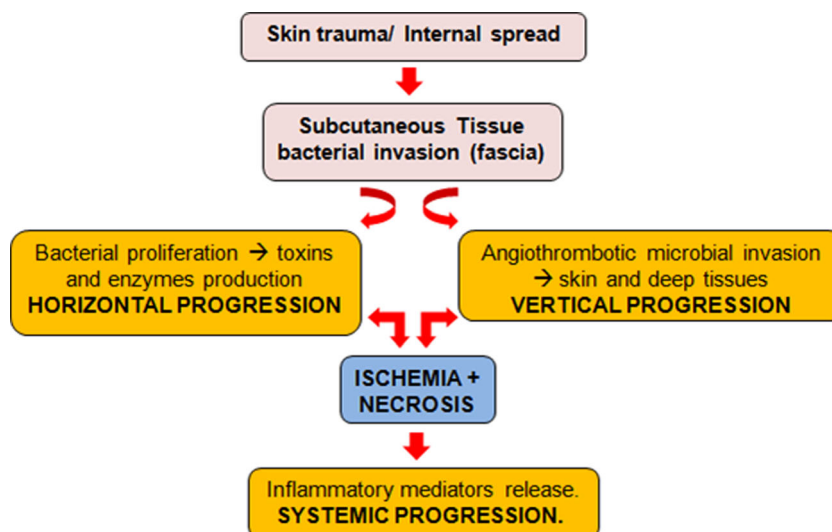 Skin trauma/ Internal spread
Subcutaneous Tissue
bacterial invasion (fascia)
Bacterial proliferation → toxins
and enzymes production
HORIZONTAL PROGRESSION
Angiothrombotic microbial invasion
→ skin and deep tissues
VERTICAL PROGRESSION
ISCHEMIA +
NECROSIS
Inflammatory mediators release.
SYSTEMIC PROGRESSION.